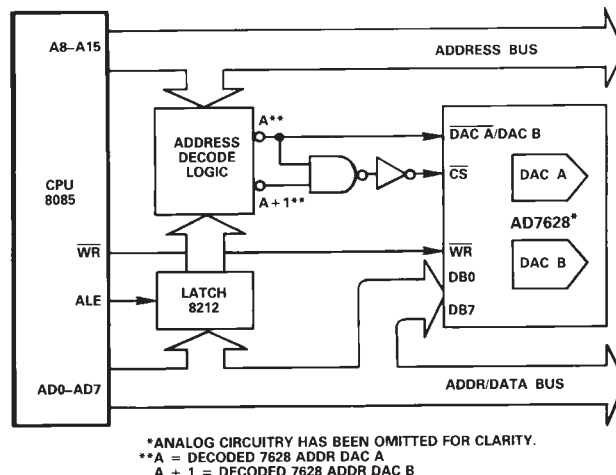 A8–A15
ADDRESS BUS
CPU
8085
ADDRESS
DECODE
LOGIC
A**
A + 1**
DAC A/DAC B
CS
DAC A
AD7628*
WR
WR
DAC B
DB0
DB7
ALE
LATCH
8212
AD0–AD7
ADDR/DATA BUS
*ANALOG CIRCUITRY HAS BEEN OMITTED FOR CLARITY.
**A = DECODED 7628 ADDR DAC A
A + 1 = DECODED 7628 ADDR DAC B